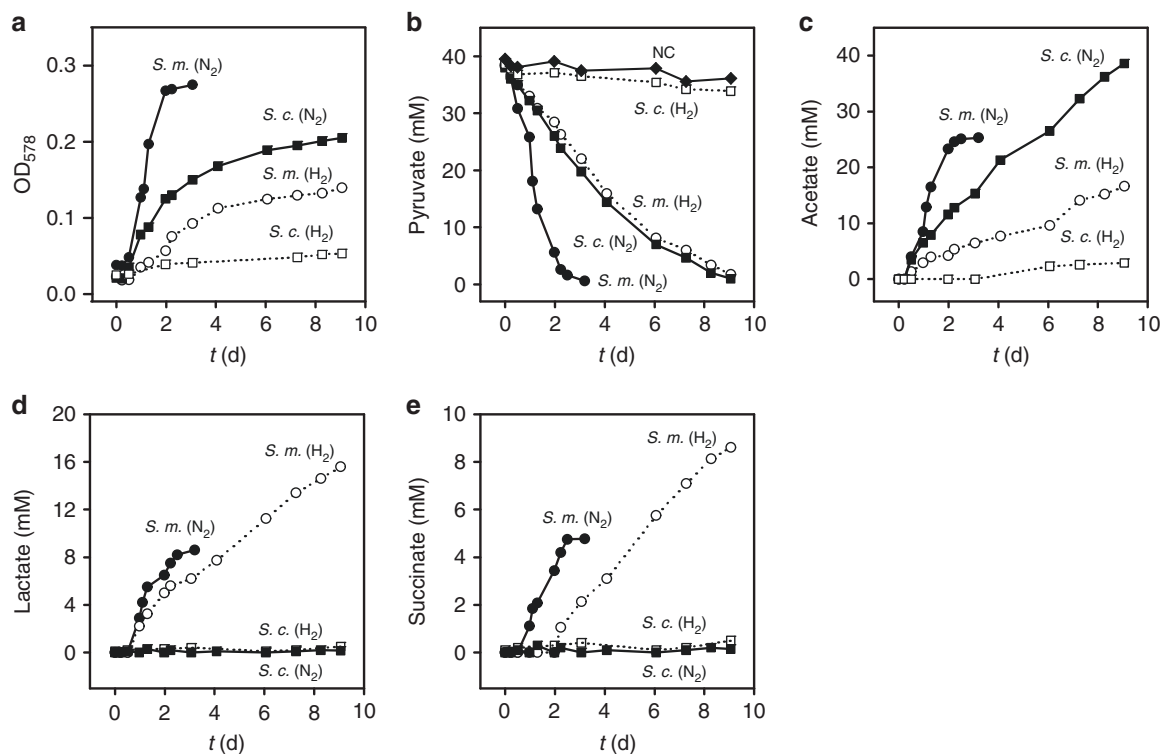 a
0.3
0.2
0.1
0.0
OD578
S. m. (N2)
S. c. (N2)
S. m. (H2)
S. c. (H2)
0 2 4 6 8 10
t (d)
b
40
30
20
10
0
Pyruvate (mM)
NC
S. c. (H2)
S. m. (H2)
S. c. (N2)
S. m. (N2)
0 2 4 6 8 10
t (d)
c
40
30
20
10
0
Acetate (mM)
S. c. (N2)
S. m. (N2)
S. m. (H2)
S. c. (H2)
0 2 4 6 8 10
t (d)
d
20
16
12
8
4
0
Lactate (mM)
S. m. (H2)
S. m. (N2)
S. c. (H2)
S. c. (N2)
0 2 4 6 8 10
t (d)
e
10
8
6
4
2
0
Succinate (mM)
S. m. (H2)
S. m. (N2)
S. c. (H2)
S. c. (N2)
0 2 4 6 8 10
t (d)